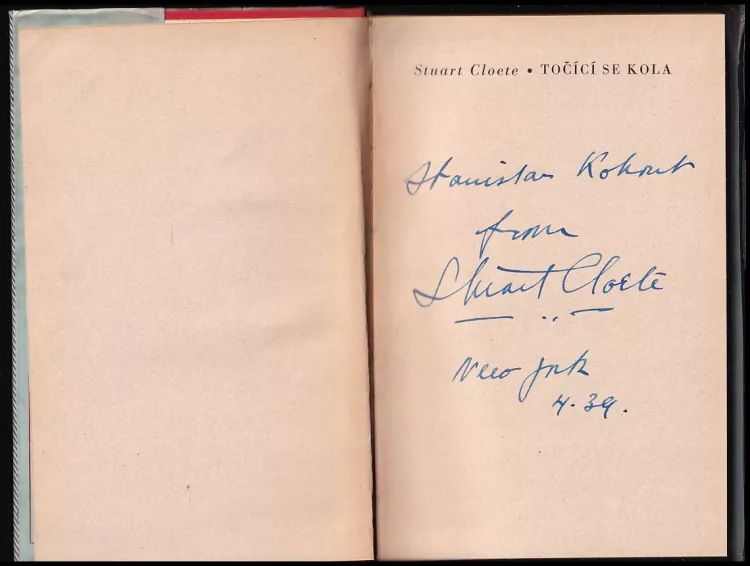 Stuart Cloete • TOČÍCÍ SE KOLA
Stanislav Kohout
from
Stuart Cloete
New York
4.39.